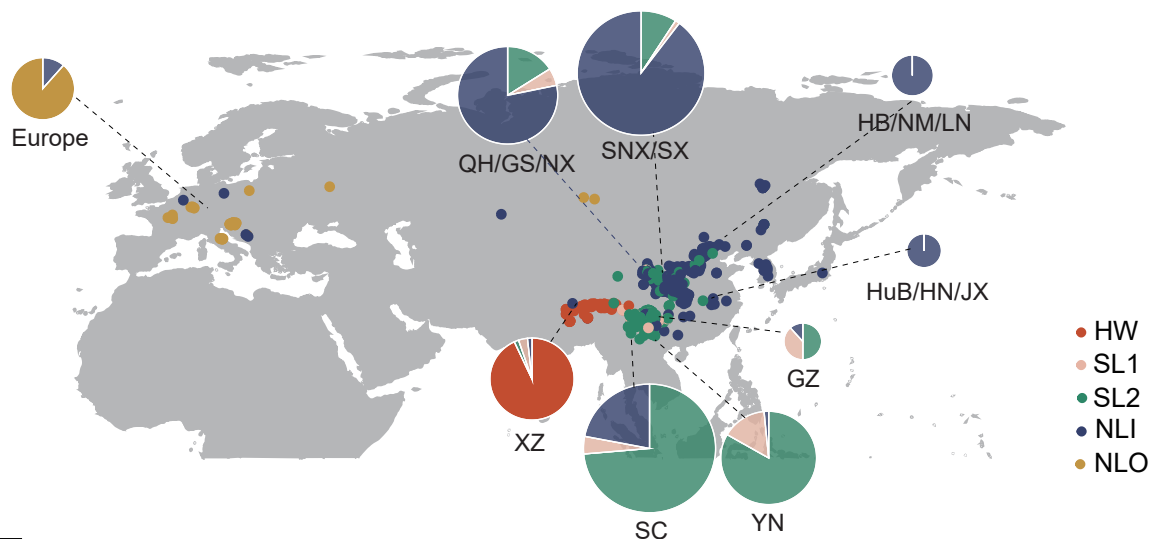 Europe
QH/GS/NX
SNX/SX
HB/NM/LN
HuB/HN/JX
GZ
XZ
SC
YN
HW
SL1
SL2
NLI
NLO